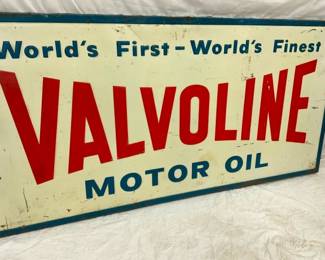 World's First - World's Finest
VALVOLINE
MOTOR OIL